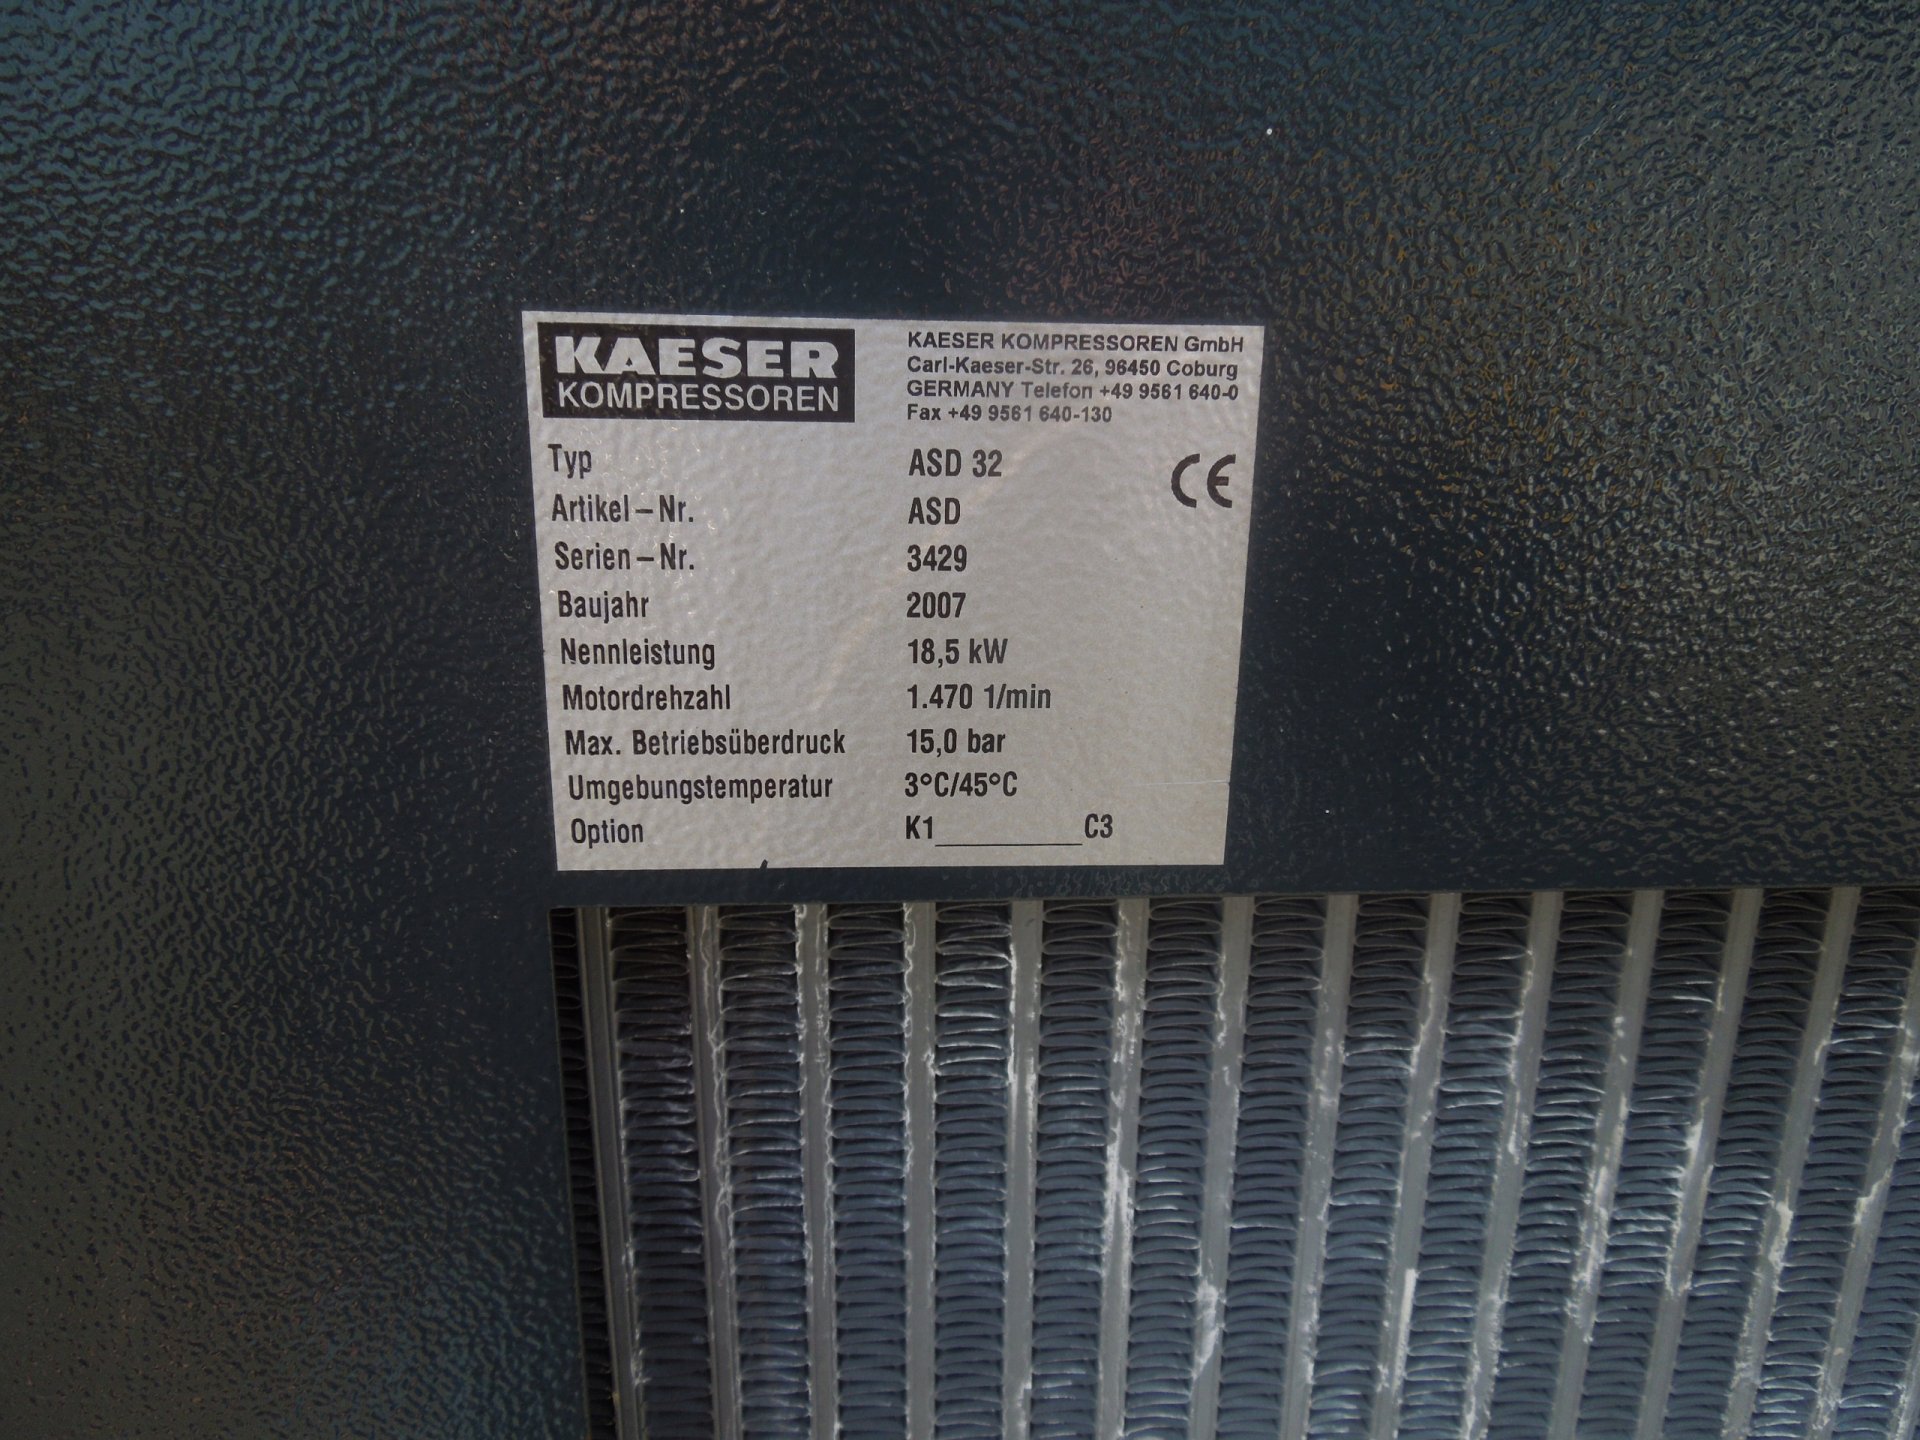 KAESER
KOMPRESSOREN
KAESER KOMPRESSOREN GmbH
Carl-Kaeser-Str. 26, 96450 Coburg
GERMANY Telefon +49 9561 640-0
Fax +49 9561 640-130
CE
Typ ASD 32
Artikel-Nr. ASD
Serien-Nr. 3429
Baujahr 2007
Nennleistung 18,5 kW
Motordrehzahl 1.470 1/min
Max. Betriebsüberdruck 15,0 bar
Umgebungstemperatur 3°C/45°C
Option K1__________C3